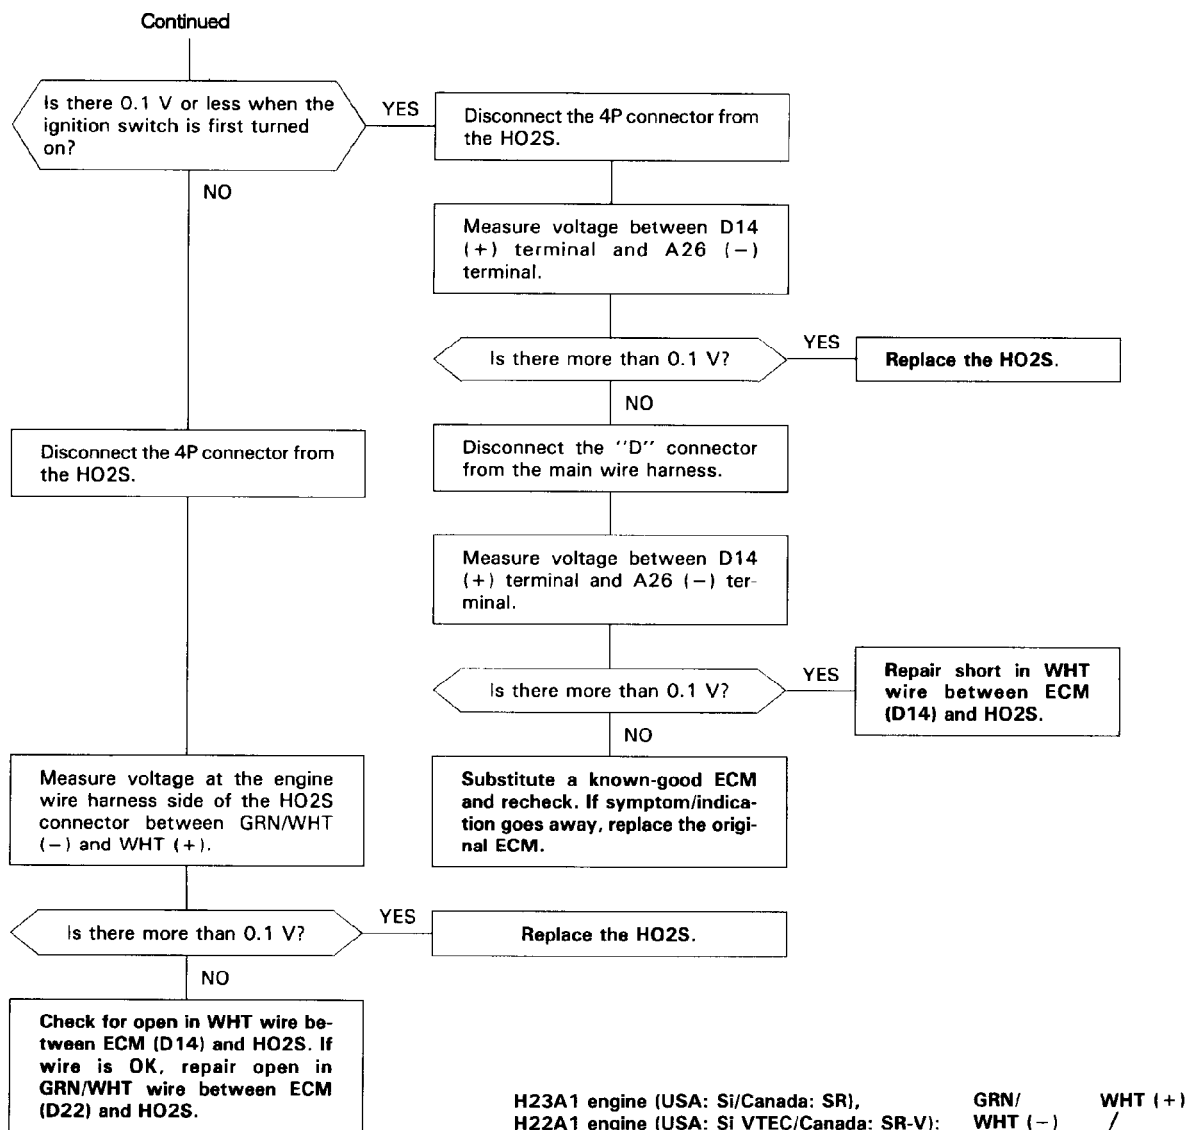 Continued
Is there 0.1 V or less when the
ignition switch is first turned
on?
YES
Disconnect the 4P connector from
the HO2S.
NO
Measure voltage between D14
(+) terminal and A26 (−)
terminal.
Is there more than 0.1 V?
YES
Replace the HO2S.
NO
Disconnect the 4P connector from
the HO2S.
Disconnect the "D" connector
from the main wire harness.
Measure voltage between D14
(+) terminal and A26 (−) ter-
minal.
Is there more than 0.1 V?
YES
Repair short in WHT
wire between ECM
(D14) and HO2S.
NO
Measure voltage at the engine
wire harness side of the HO2S
connector between GRN/WHT
(−) and WHT (+).
Substitute a known-good ECM
and recheck. If symptom/indica-
tion goes away, replace the origi-
nal ECM.
Is there more than 0.1 V?
YES
Replace the HO2S.
NO
Check for open in WHT wire be-
tween ECM (D14) and HO2S. If
wire is OK, repair open in
GRN/WHT wire between ECM
(D22) and HO2S.
H23A1 engine (USA: Si/Canada: SR), GRN/ WHT (+)
H22A1 engine (USA: Si VTEC/Canada: SR-V): WHT (−)